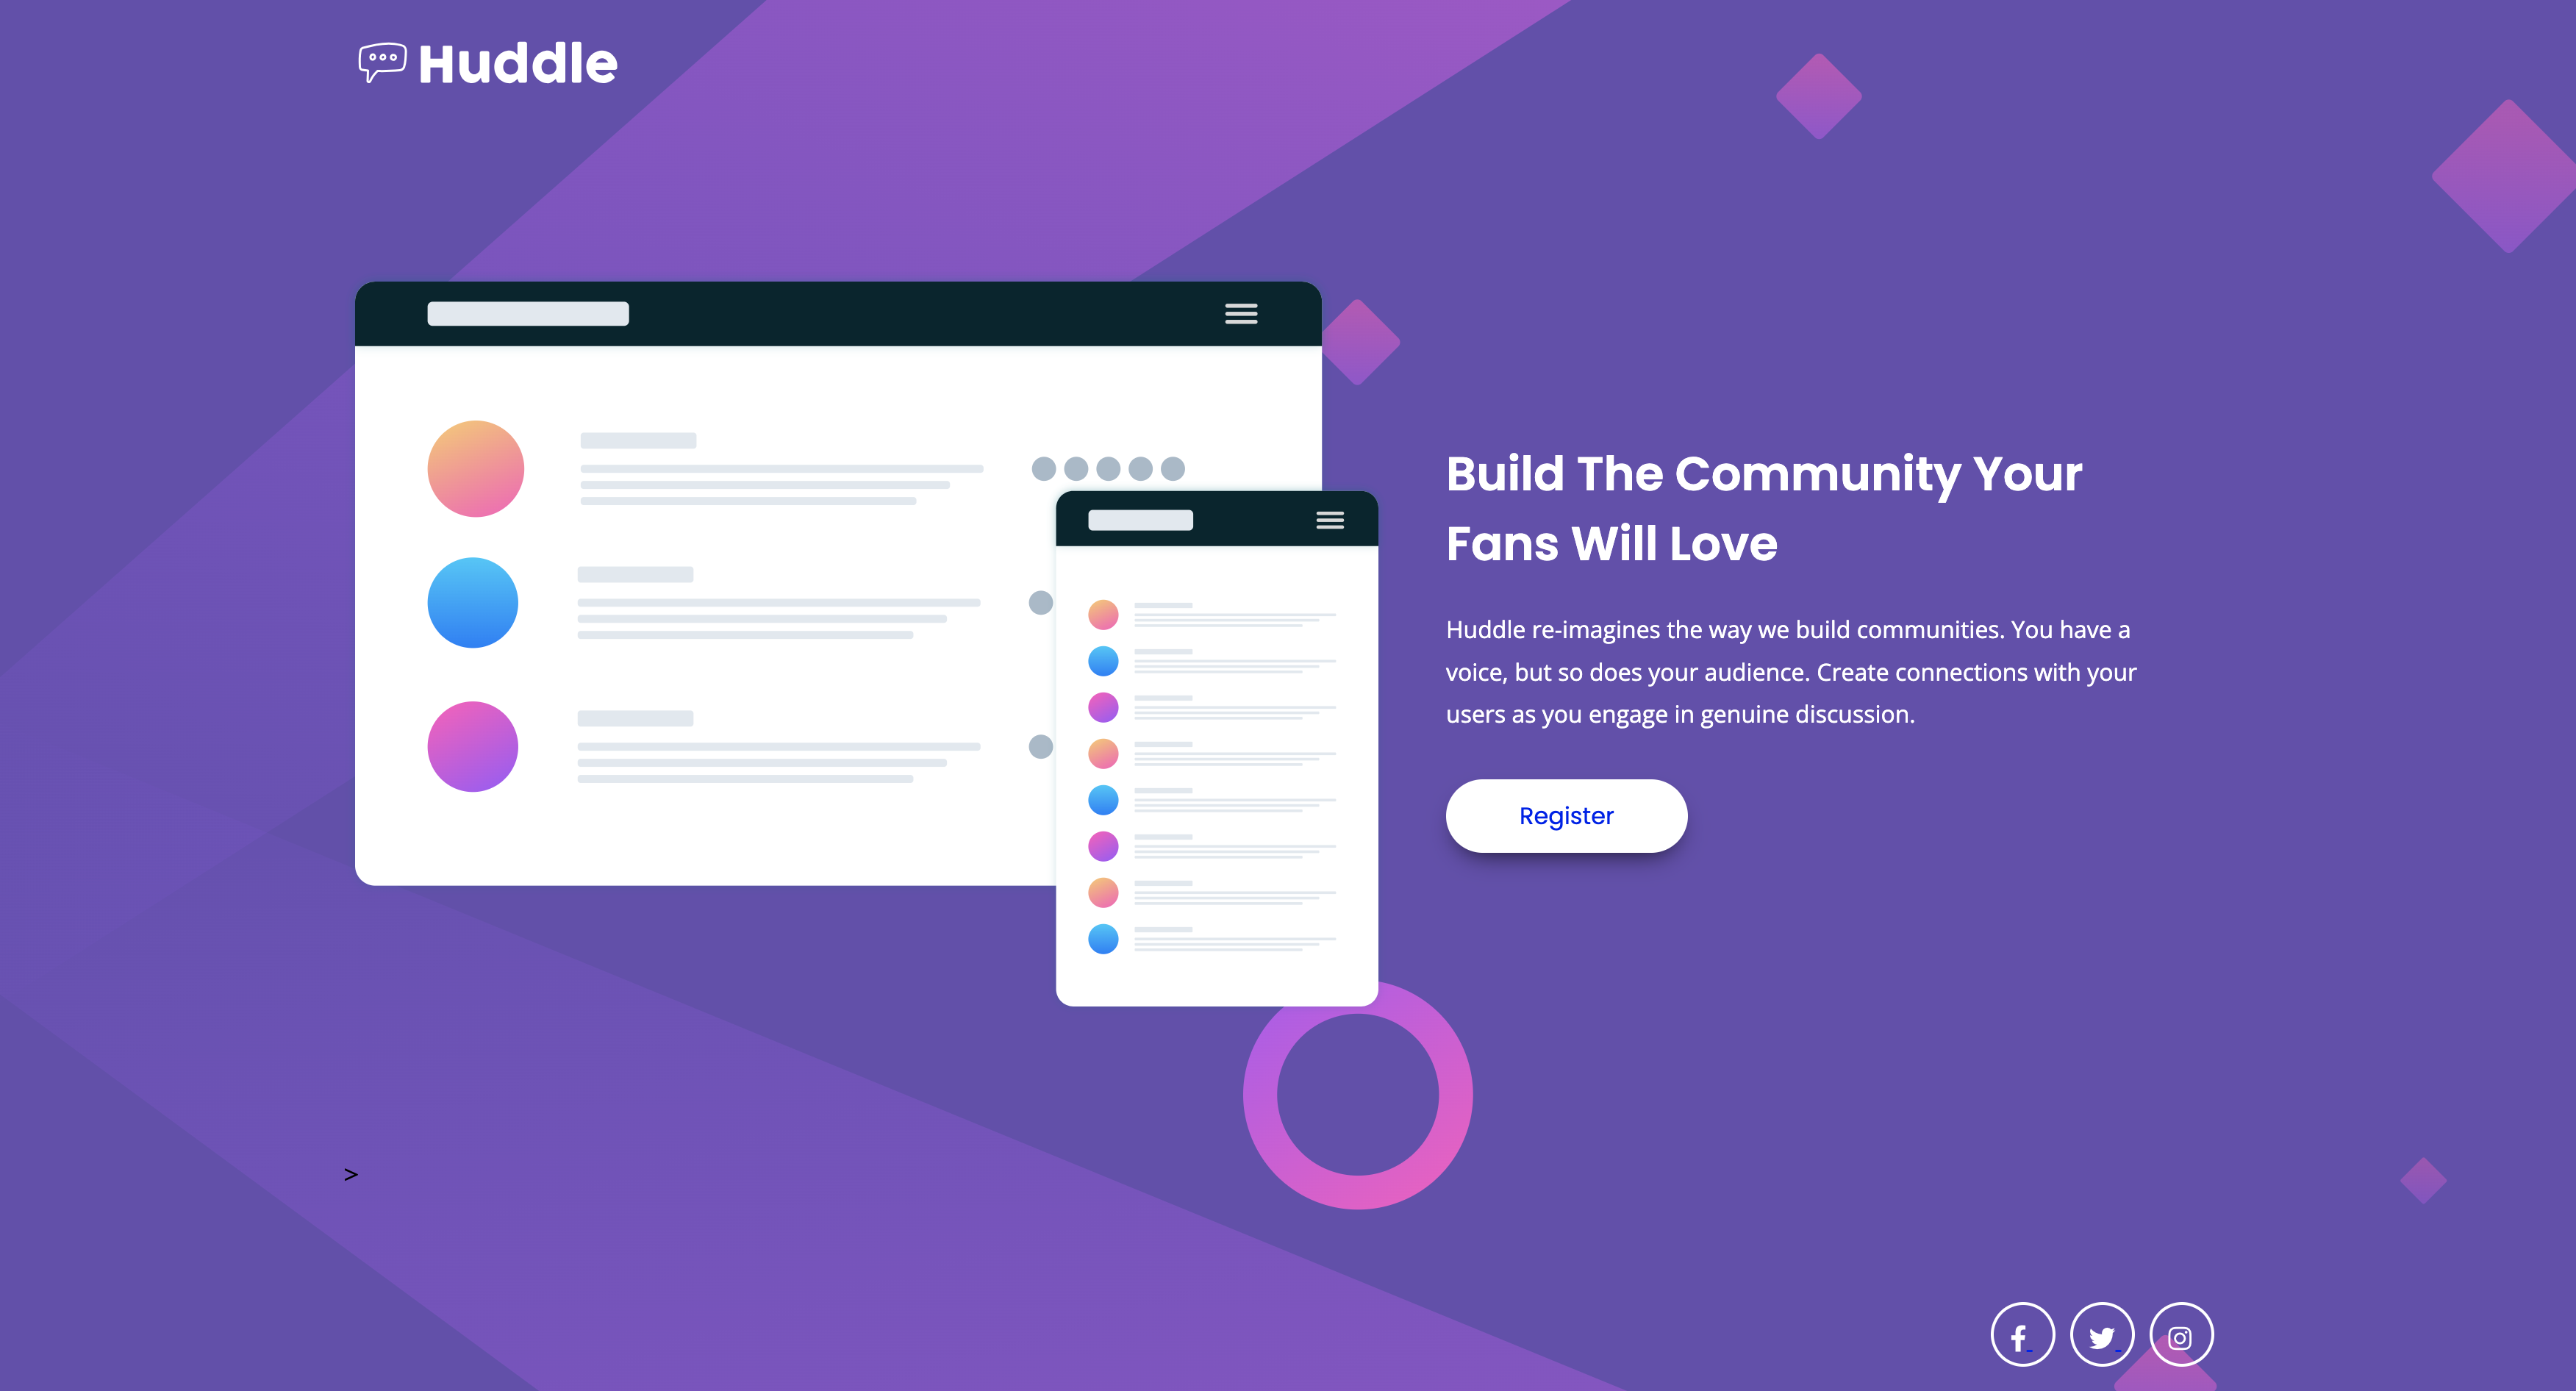 Huddle
Build The Community Your
Fans Will Love
Huddle re-imagines the way we build communities. You have a
voice, but so does your audience. Create connections with your
users as you engage in genuine discussion.
Register
>